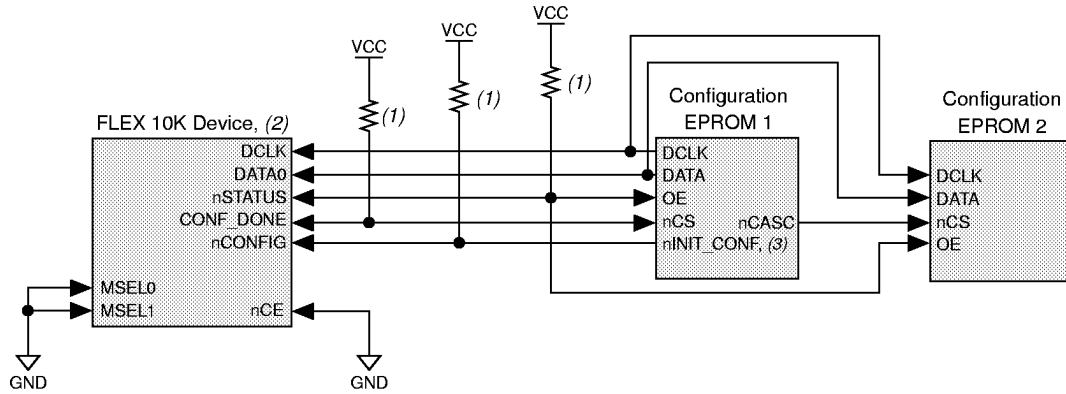 VCC
VCC
VCC
(1)
(1)
(1)
FLEX 10K Device, (2)
Configuration
EPROM 1
Configuration
EPROM 2
DCLK
DATA0
nSTATUS
CONF_DONE
nCONFIG
MSEL0
MSEL1
nCE
DCLK
DATA
OE
nCS
nCASC
nINIT_CONF, (3)
DCLK
DATA
nCS
OE
GND
GND